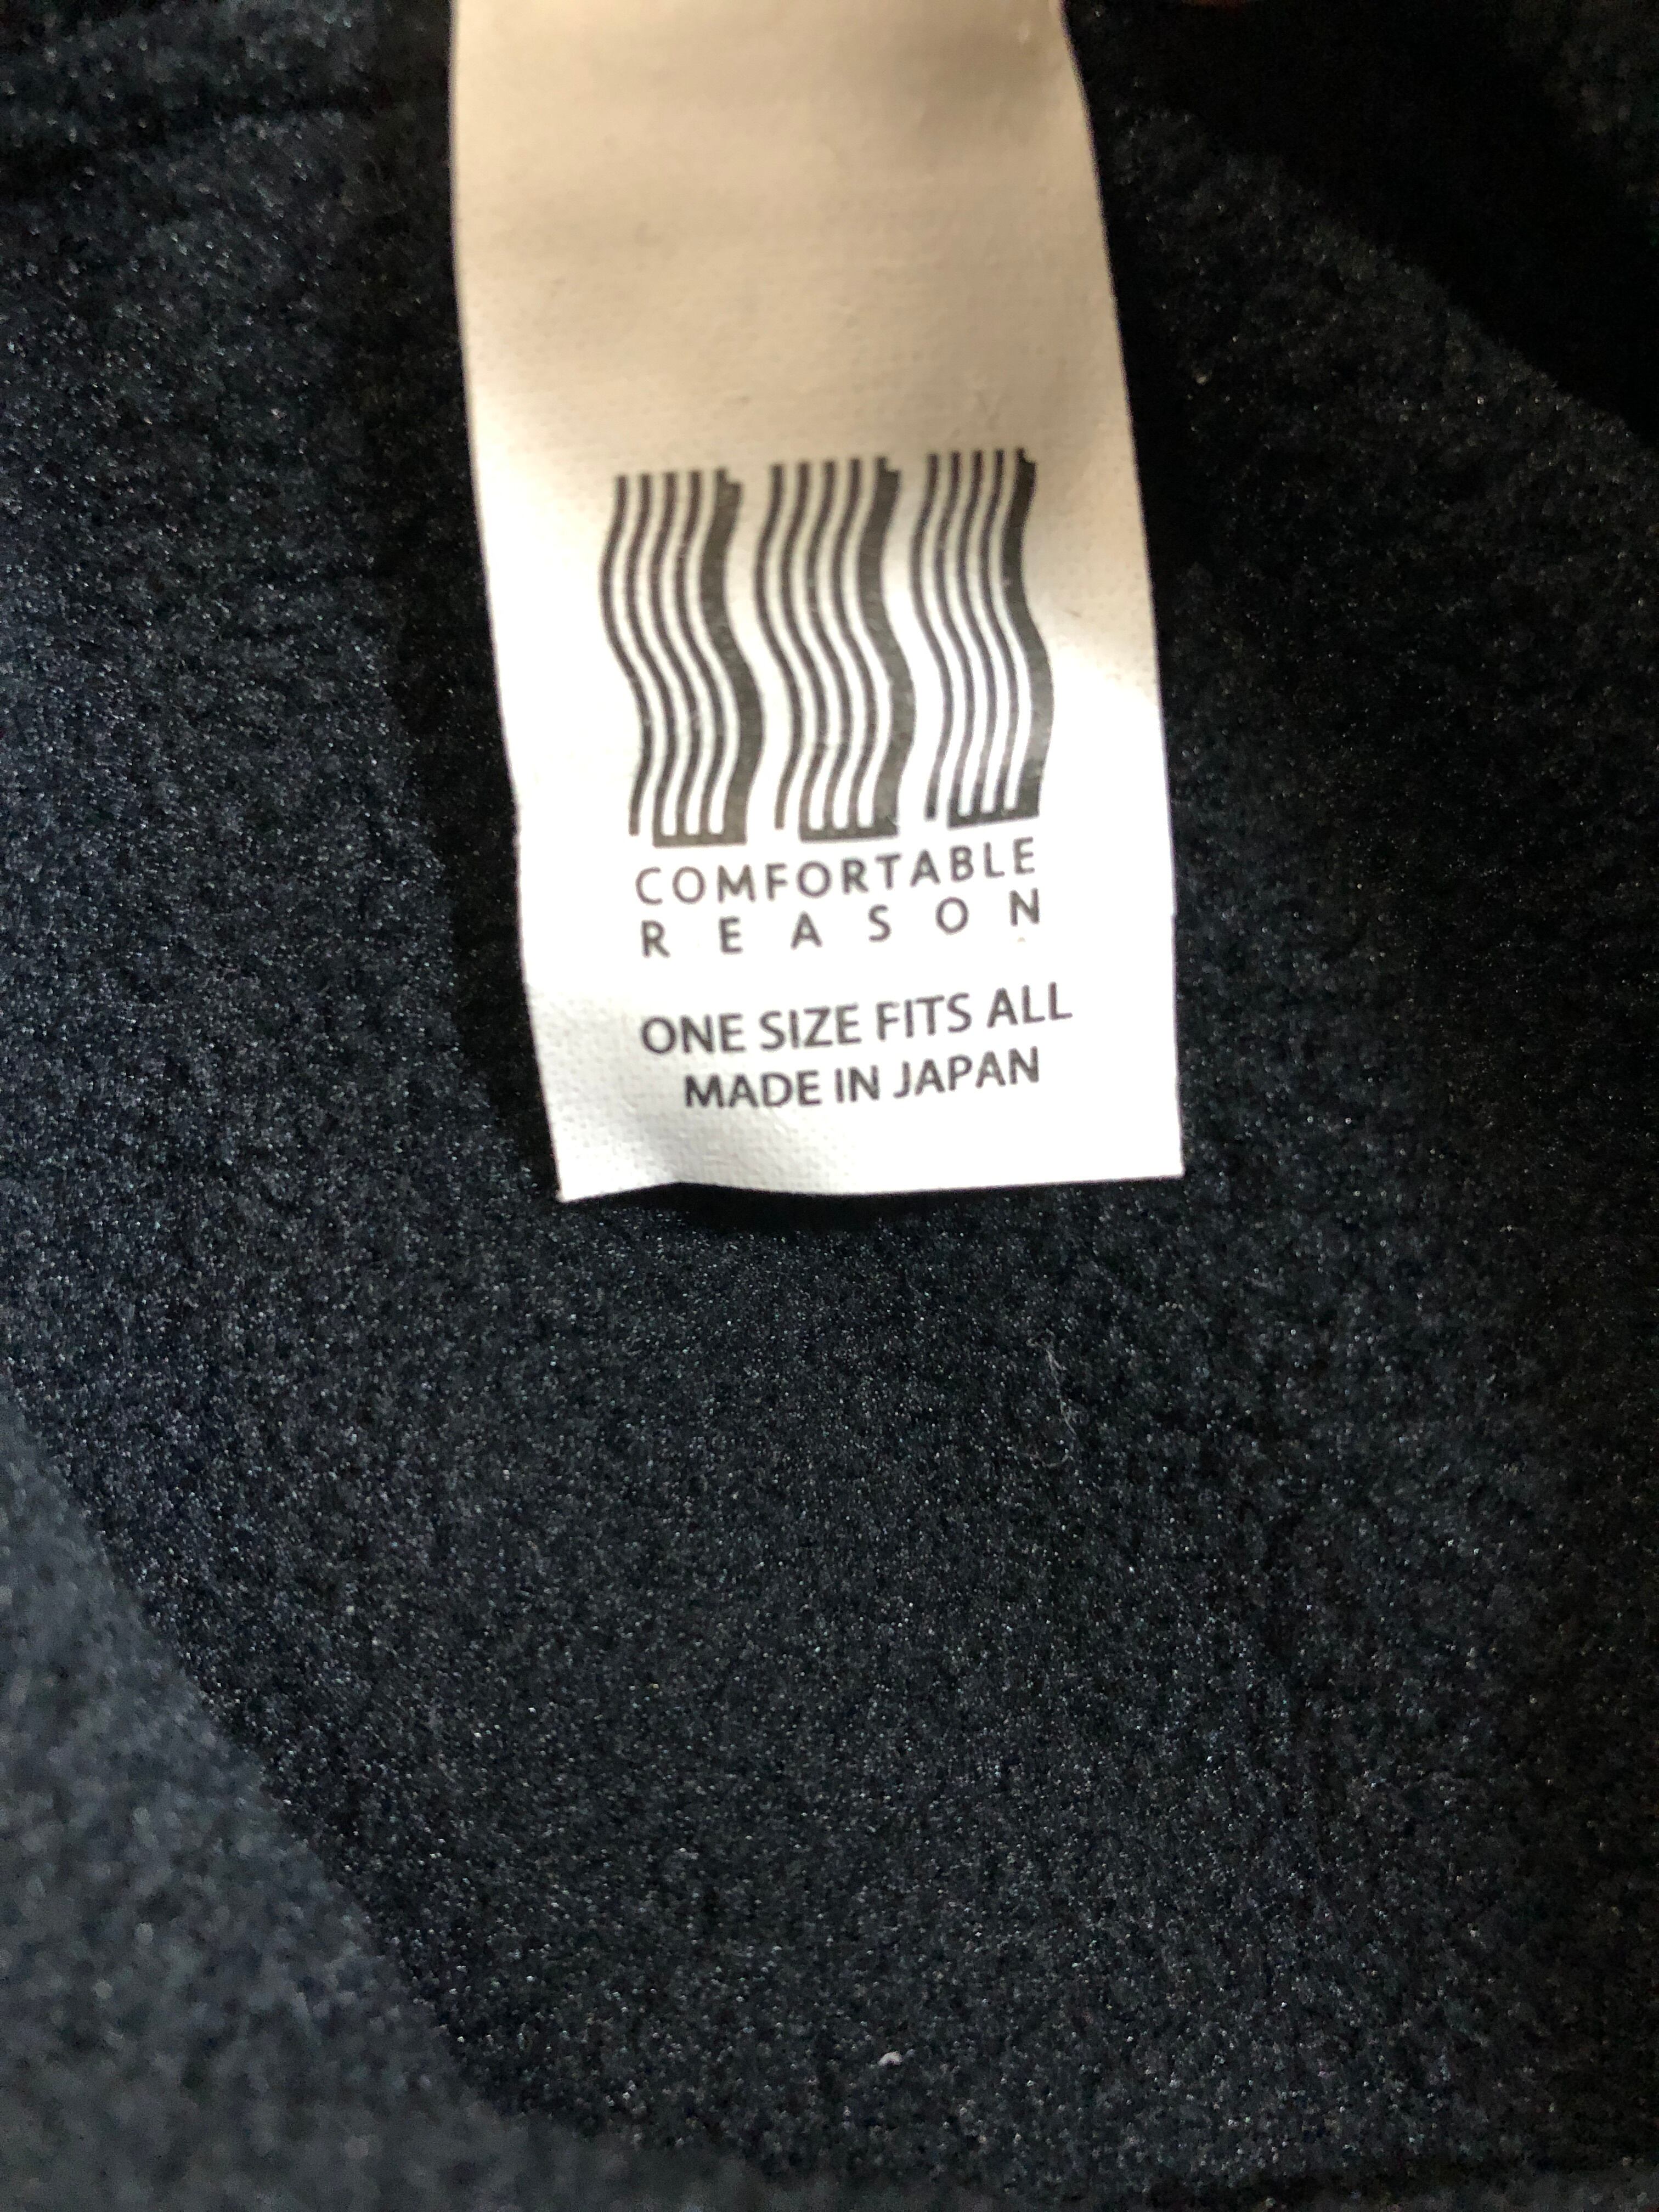 COMFORTABLE
REASON
ONE SIZE FITS ALL
MADE IN JAPAN